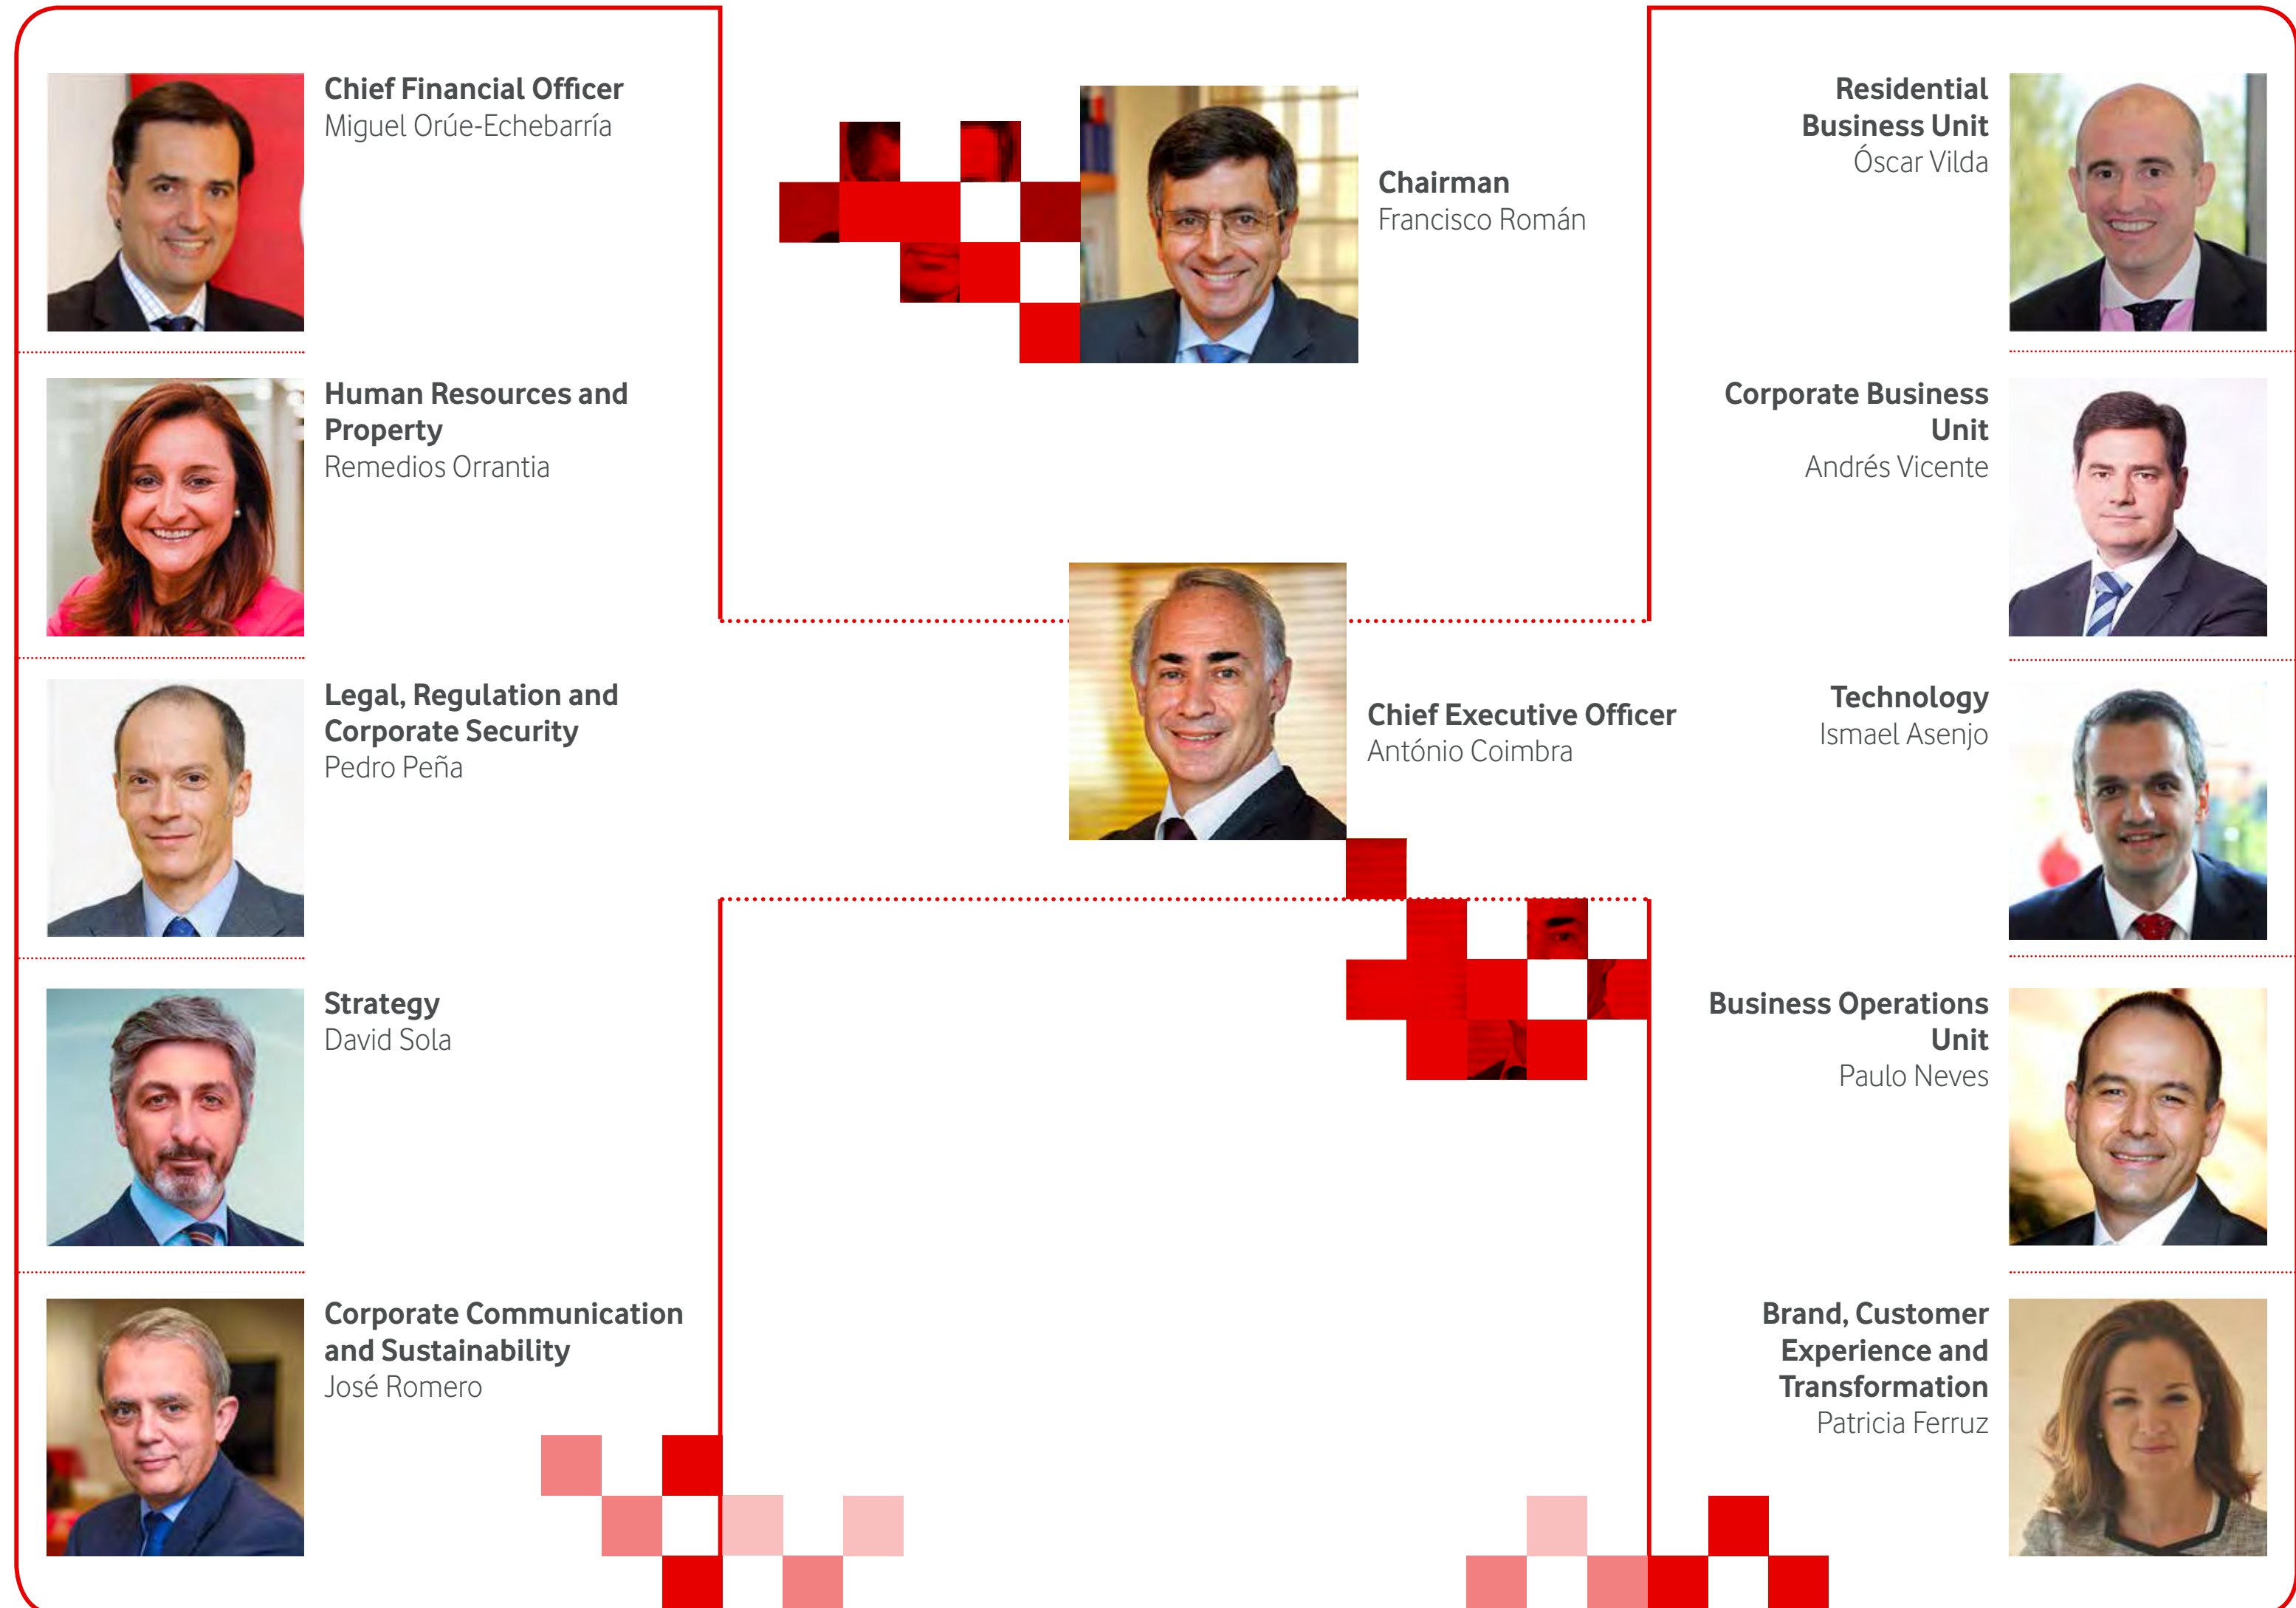 Chief Financial Officer
Miguel Orúe-Echebarría
Human Resources and
Property
Remedios Orrantia
Legal, Regulation and
Corporate Security
Pedro Peña
Strategy
David Sola
Corporate Communication
and Sustainability
José Romero
Chairman
Francisco Román
Chief Executive Officer
António Coimbra
Residential
Business Unit
Óscar Vilda
Corporate Business
Unit
Andrés Vicente
Technology
Ismael Asenjo
Business Operations
Unit
Paulo Neves
Brand, Customer
Experience and
Transformation
Patricia Ferruz